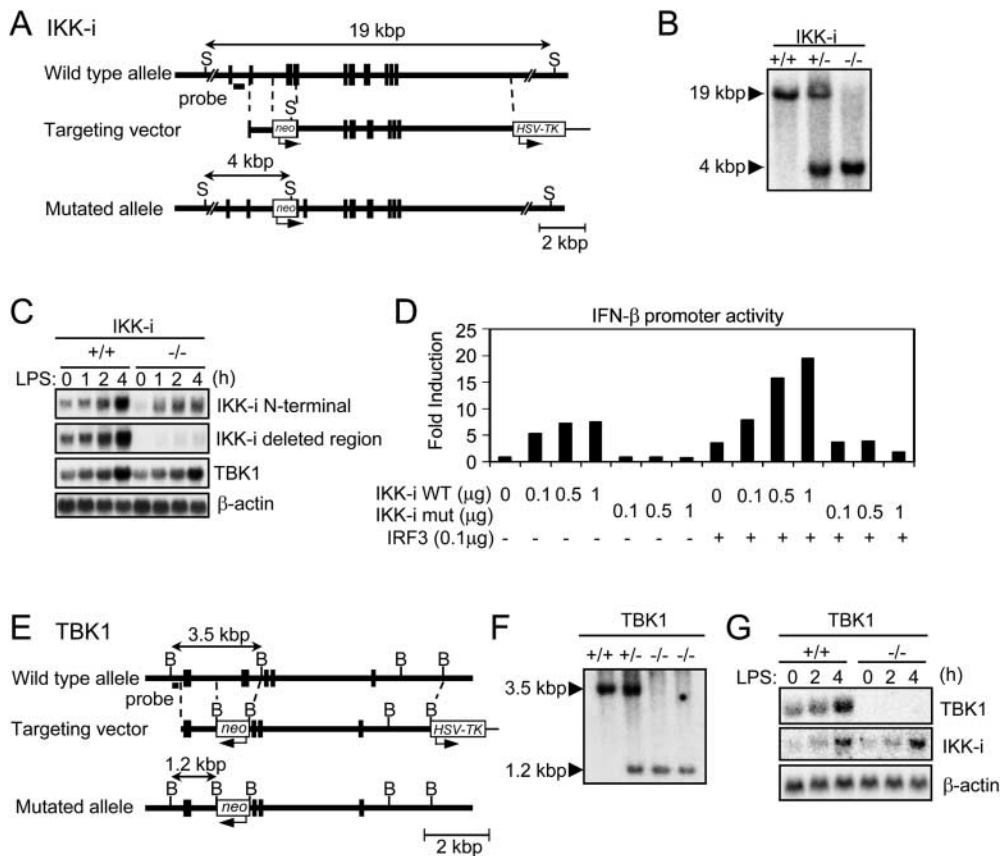 A IKK-i
19 kbp
S S
Wild type allele
probe
S
Targeting vector neo HSV-TK
4 kbp
S S S
Mutated allele neo
2 kbp
B
IKK-i
+/+ +/- -/-
19 kbp
4 kbp
C
IKK-i
+/+ -/-
LPS: 0 1 2 4 0 1 2 4 (h)
IKK-i N-terminal
IKK-i deleted region
TBK1
β-actin
D
IFN-β promoter activity
Fold Induction
25
20
15
10
5
0
IKK-i WT (μg) 0 0.1 0.5 1 0 0.1 0.5 1
IKK-i mut (μg) 0.1 0.5 1 0.1 0.5 1
IRF3 (0.1μg) - - - - - - - + + + + + + +
E TBK1
3.5 kbp
B B B B
Wild type allele
probe
B B B B
Targeting vector neo HSV-TK
1.2 kbp
B B B B B
Mutated allele neo
2 kbp
F
TBK1
+/+ +/- -/- -/-
3.5 kbp
1.2 kbp
G
TBK1
+/+ -/-
LPS: 0 2 4 0 2 4 (h)
TBK1
IKK-i
β-actin